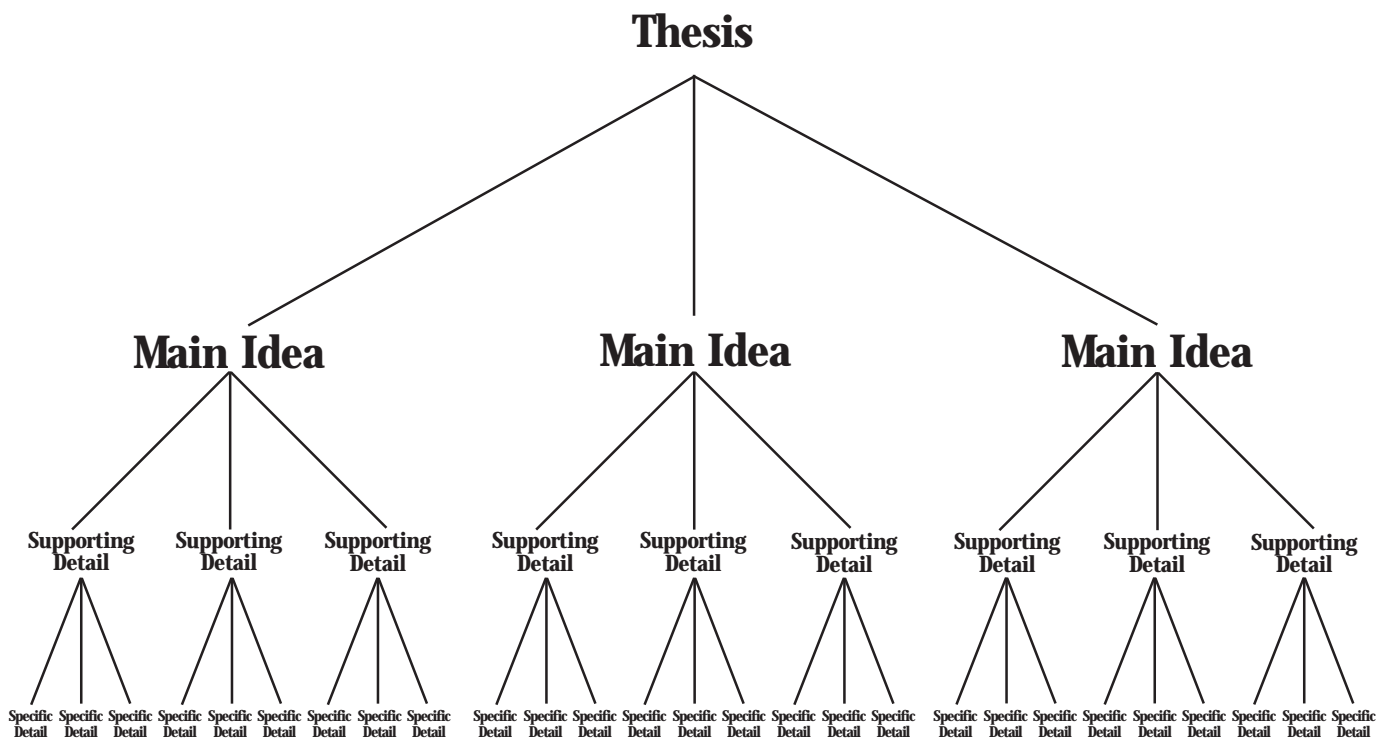 Thesis
Main Idea Main Idea Main Idea
Supporting Supporting Supporting Supporting Supporting Supporting Supporting Supporting Supporting
Detail Detail Detail Detail Detail Detail Detail Detail Detail
Specific Specific Specific Specific Specific Specific Specific Specific Specific Specific Specific Specific Specific Specific Specific Specific Specific Specific Specific Specific Specific Specific Specific Specific Specific Specific Specific
Detail Detail Detail Detail Detail Detail Detail Detail Detail Detail Detail Detail Detail Detail Detail Detail Detail Detail Detail Detail Detail Detail Detail Detail Detail Detail Detail